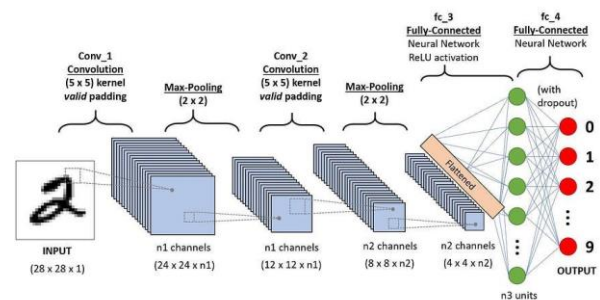 fc_3
Fully-Connected
Neural Network
ReLU activation
fc_4
Fully-Connected
Neural Network
Conv_1
Convolution
(5 x 5) kernel
valid padding
Max-Pooling
(2 x 2)
Conv_2
Convolution
(5 x 5) kernel
valid padding
Max-Pooling
(2 x 2)
(with
dropout)
Flattened
0
1
2
9
2
INPUT
(28 x 28 x 1)
n1 channels
(24 x 24 x n1)
n1 channels
(12 x 12 x n1)
n2 channels
(8 x 8 x n2)
n2 channels
(4 x 4 x n2)
OUTPUT
n3 units